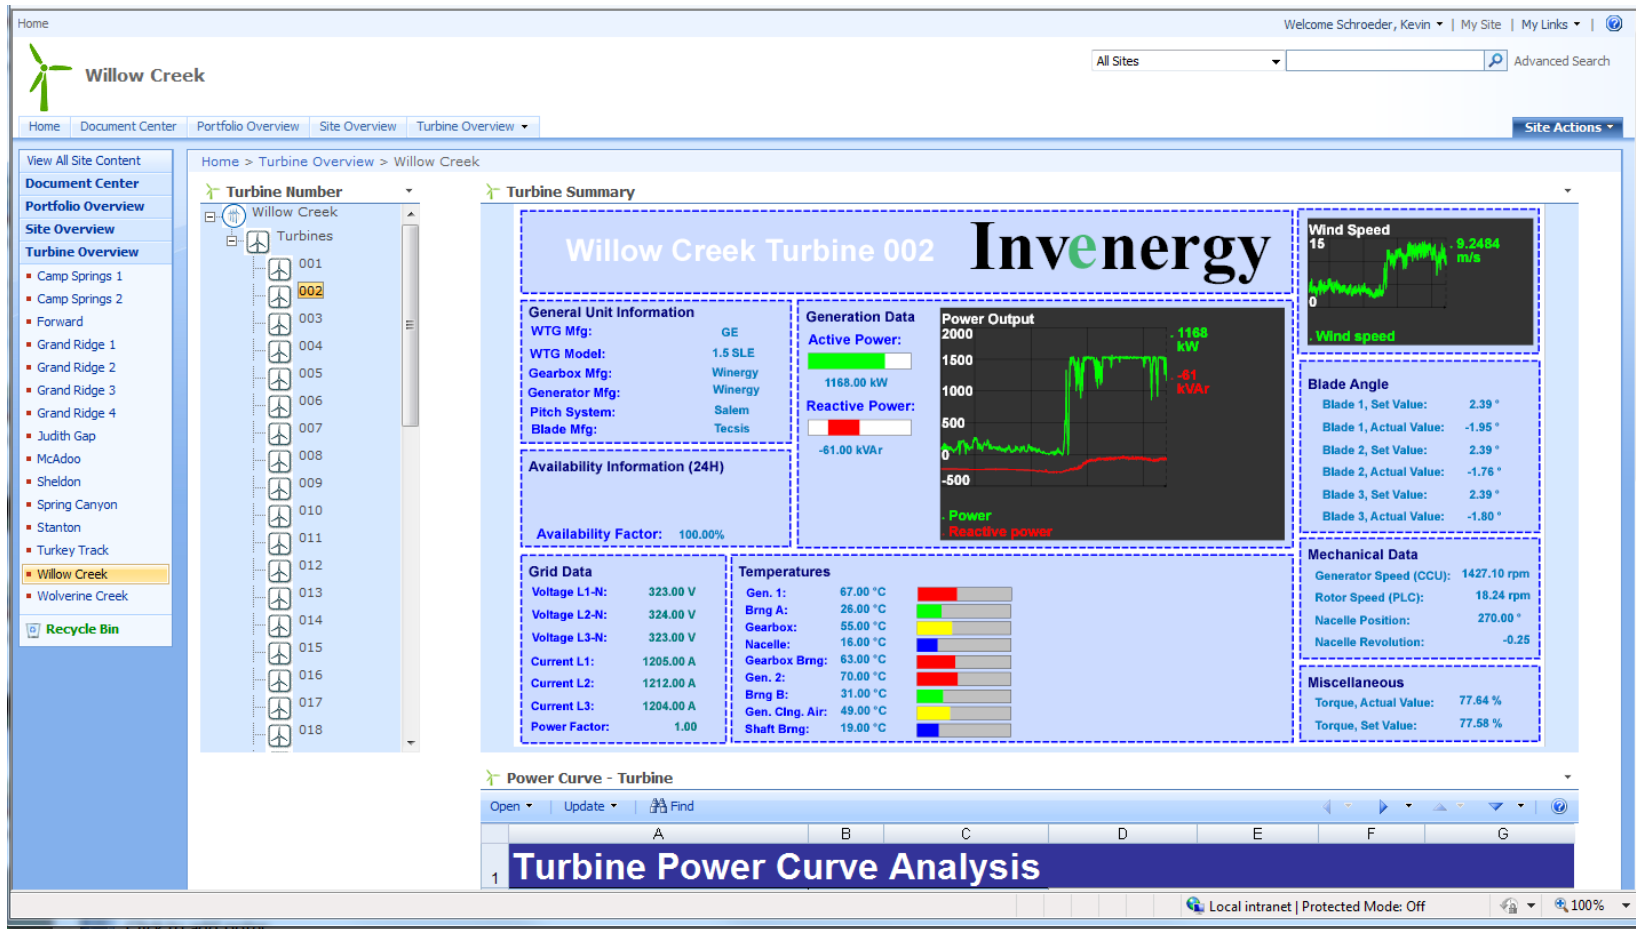 Home
Welcome Schroeder, Kevin | My Site | My Links |
Willow Creek
All Sites
Advanced Search
Home Document Center Portfolio Overview Site Overview Turbine Overview
Site Actions
View All Site Content
Document Center
Portfolio Overview
Site Overview
Turbine Overview
Camp Springs 1
Camp Springs 2
Forward
Grand Ridge 1
Grand Ridge 2
Grand Ridge 3
Grand Ridge 4
Judith Gap
McAdoo
Sheldon
Spring Canyon
Stanton
Turkey Track
Willow Creek
Wolverine Creek
Recycle Bin
Home > Turbine Overview > Willow Creek
Turbine Number
Willow Creek
Turbines
001
002
003
004
005
006
007
008
009
010
011
012
013
014
015
016
017
018
Turbine Summary
Willow Creek Turbine 002
Invenergy
General Unit Information
WTG Mfg: GE
WTG Model: 1.5 SLE
Gearbox Mfg: Winergy
Generator Mfg: Winergy
Pitch System: Salem
Blade Mfg: Tecsis
Availability Information (24H)
Availability Factor: 100.00%
Generation Data
Active Power:
1168.00 kW
Reactive Power:
-61.00 kVAr
Power Output
2000
1500
1000
500
0
-500
. 1168
kW
. -61
kVAr
. Power
. Reactive power
Wind Speed
15
0
. 9.2484
m/s
. Wind speed
Blade Angle
Blade 1, Set Value: 2.39 °
Blade 1, Actual Value: -1.95 °
Blade 2, Set Value: 2.39 °
Blade 2, Actual Value: -1.76 °
Blade 3, Set Value: 2.39 °
Blade 3, Actual Value: -1.80 °
Grid Data
Voltage L1-N: 323.00 V
Voltage L2-N: 324.00 V
Voltage L3-N: 323.00 V
Current L1: 1205.00 A
Current L2: 1212.00 A
Current L3: 1204.00 A
Power Factor: 1.00
Temperatures
Gen. 1: 67.00 °C
Brng A: 26.00 °C
Gearbox: 55.00 °C
Nacelle: 16.00 °C
Gearbox Brng: 63.00 °C
Gen. 2: 70.00 °C
Brng B: 31.00 °C
Gen. Clng. Air: 49.00 °C
Shaft Brng: 19.00 °C
Mechanical Data
Generator Speed (CCU): 1427.10 rpm
Rotor Speed (PLC): 18.24 rpm
Nacelle Position: 270.00 °
Nacelle Revolution: -0.25
Miscellaneous
Torque, Actual Value: 77.64 %
Torque, Set Value: 77.58 %
Power Curve - Turbine
Open | Update | Find
A B C D E F G
1 Turbine Power Curve Analysis
Local intranet | Protected Mode: Off
100%